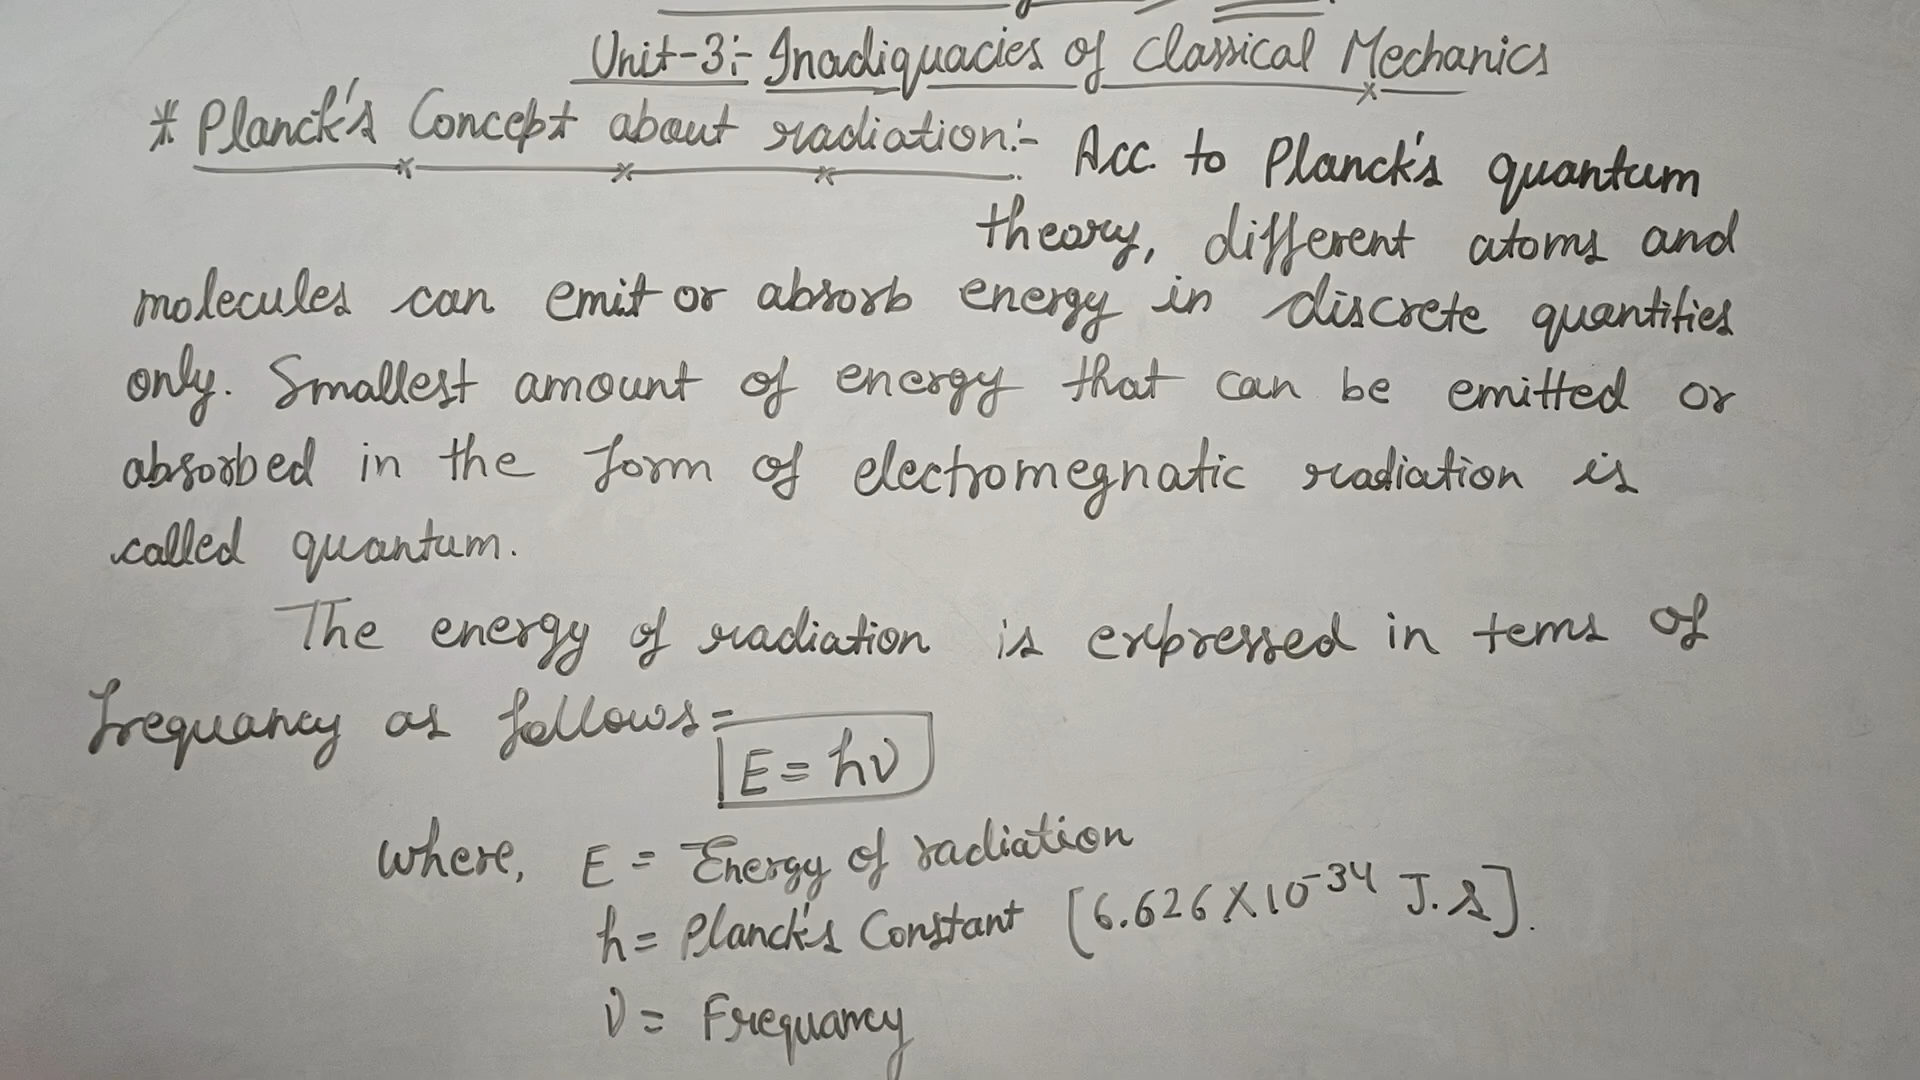 Unit-3:- Inadiquacies of Classical Mechanics
* Planck's Concept about radiation:- Acc. to Planck's quantum
theory, different atoms and
molecules can emit or absorb energy in discrete quantities
only. Smallest amount of energy that can be emitted or
absorbed in the form of electromegnatic radiation is
called quantum.
The energy of radiation is expressed in tems of
frequancy as follows:-
E = hν
where, E = Energy of radiation
h = Planck's Constant [6.626 X 10⁻³⁴ J.s].
ν = Frequancy